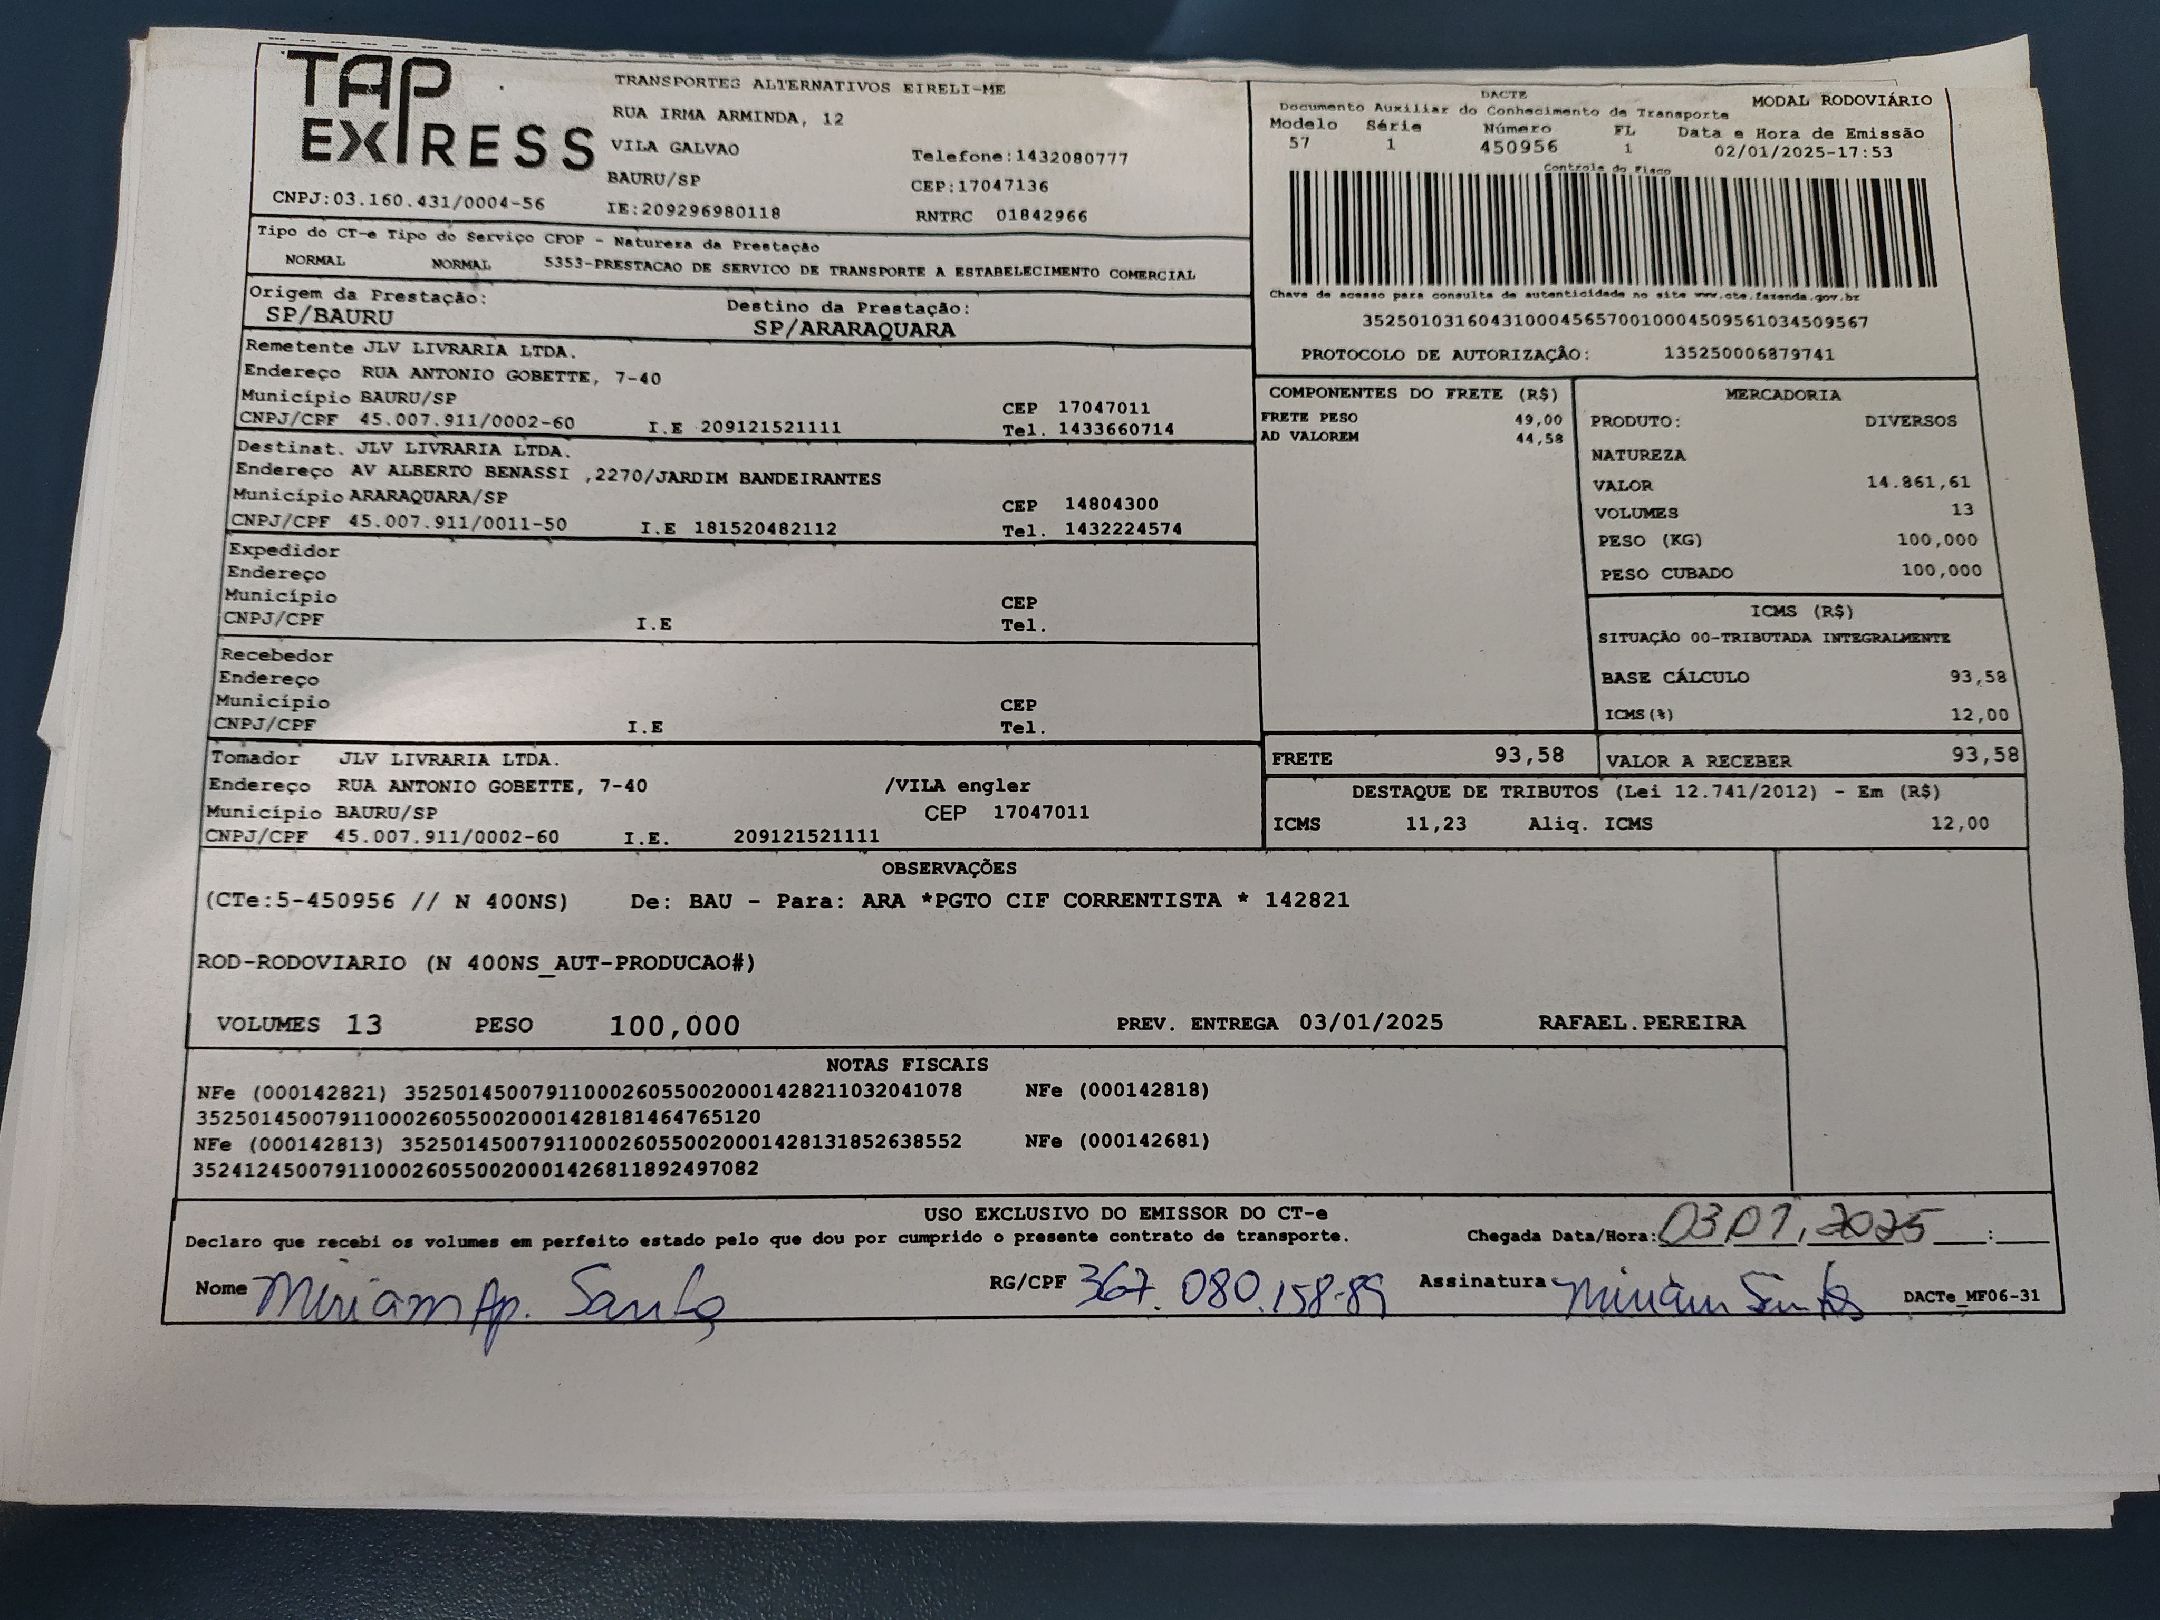 TAP EXPRESS
TRANSPORTES ALTERNATIVOS EIRELI-ME
RUA IRMA ARMINDA, 12
VILA GALVAO
Telefone:1432080777
BAURU/SP
CEP:17047136
CNPJ:03.160.431/0004-56
IE:209296980118
RNTRC 01842966
DACTE
MODAL RODOVIÁRIO
Documento Auxiliar do Conhecimento de Transporte
Modelo Série Número FL Data e Hora de Emissão
57 1 450956 1 02/01/2025-17:53
Controle do Fisco
Chave de acesso para consulta de autenticidade no site www.cte.fazenda.gov.br
35250103160431000456570010004509561034509567
PROTOCOLO DE AUTORIZAÇÃO: 135250006879741
Tipo do CT-e Tipo do Serviço CFOP - Natureza da Prestação
NORMAL NORMAL 5353-PRESTACAO DE SERVICO DE TRANSPORTE A ESTABELECIMENTO COMERCIAL
Origem da Prestação: Destino da Prestação:
SP/BAURU SP/ARARAQUARA
Remetente JLV LIVRARIA LTDA.
Endereço RUA ANTONIO GOBETTE, 7-40
Município BAURU/SP CEP 17047011
CNPJ/CPF 45.007.911/0002-60 I.E 209121521111 Tel. 1433660714
Destinat. JLV LIVRARIA LTDA.
Endereço AV ALBERTO BENASSI ,2270/JARDIM BANDEIRANTES
Município ARARAQUARA/SP CEP 14804300
CNPJ/CPF 45.007.911/0011-50 I.E 181520482112 Tel. 1432224574
Expedidor
Endereço
Município CEP
CNPJ/CPF I.E Tel.
Recebedor
Endereço
Município CEP
CNPJ/CPF I.E Tel.
Tomador JLV LIVRARIA LTDA.
Endereço RUA ANTONIO GOBETTE, 7-40 /VILA engler
Município BAURU/SP CEP 17047011
CNPJ/CPF 45.007.911/0002-60 I.E. 209121521111
COMPONENTES DO FRETE (R$)
FRETE PESO 49,00
AD VALOREM 44,58
MERCADORIA
PRODUTO: DIVERSOS
NATUREZA
VALOR 14.861,61
VOLUMES 13
PESO (KG) 100,000
PESO CUBADO 100,000
ICMS (R$)
SITUAÇÃO 00-TRIBUTADA INTEGRALMENTE
BASE CÁLCULO 93,58
ICMS(%) 12,00
FRETE 93,58 VALOR A RECEBER 93,58
DESTAQUE DE TRIBUTOS (Lei 12.741/2012) - Em (R$)
ICMS 11,23 Aliq. ICMS 12,00
OBSERVAÇÕES
(CTe:5-450956 // N 400NS) De: BAU - Para: ARA *PGTO CIF CORRENTISTA * 142821
ROD-RODOVIARIO (N 400NS_AUT-PRODUCAO#)
VOLUMES 13 PESO 100,000 PREV. ENTREGA 03/01/2025 RAFAEL.PEREIRA
NOTAS FISCAIS
NFe (000142821) 35250145007911000260550020001428211032041078 NFe (000142818)
35250145007911000260550020001428181464765120
NFe (000142813) 35250145007911000260550020001428131852638552 NFe (000142681)
35241245007911000260550020001426811892497082
USO EXCLUSIVO DO EMISSOR DO CT-e
Declaro que recebi os volumes em perfeito estado pelo que dou por cumprido o presente contrato de transporte. Chegada Data/Hora: 03,01,2025 :
Nome Miriam Ap. Santos RG/CPF 367.080.158-89 Assinatura Miriam Santos DACTe_MF06-31